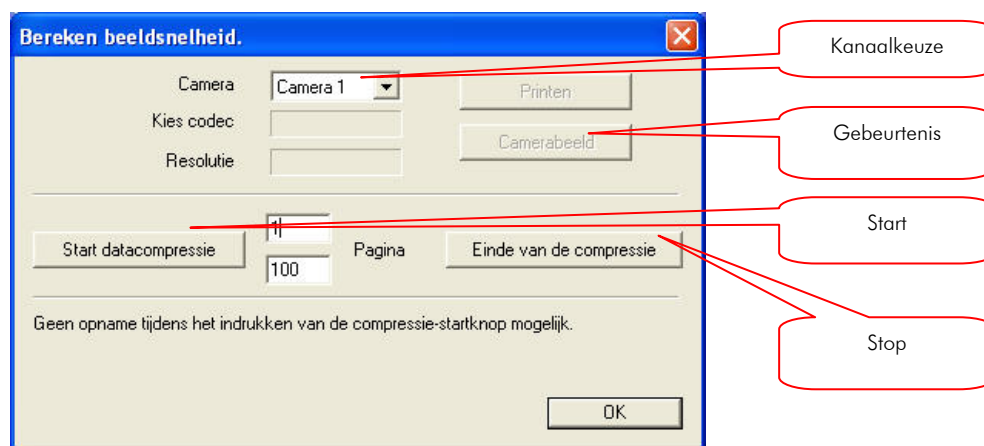 Bereken beeldsnelheid.
Kanaalkeuze
Camera
Camera 1
Printen
Kies codec
Camerabeeld
Gebeurtenis
Resolutie
1
Start
Start datacompressie
Pagina
Einde van de compressie
100
Geen opname tijdens het indrukken van de compressie-startknop mogelijk.
Stop
OK